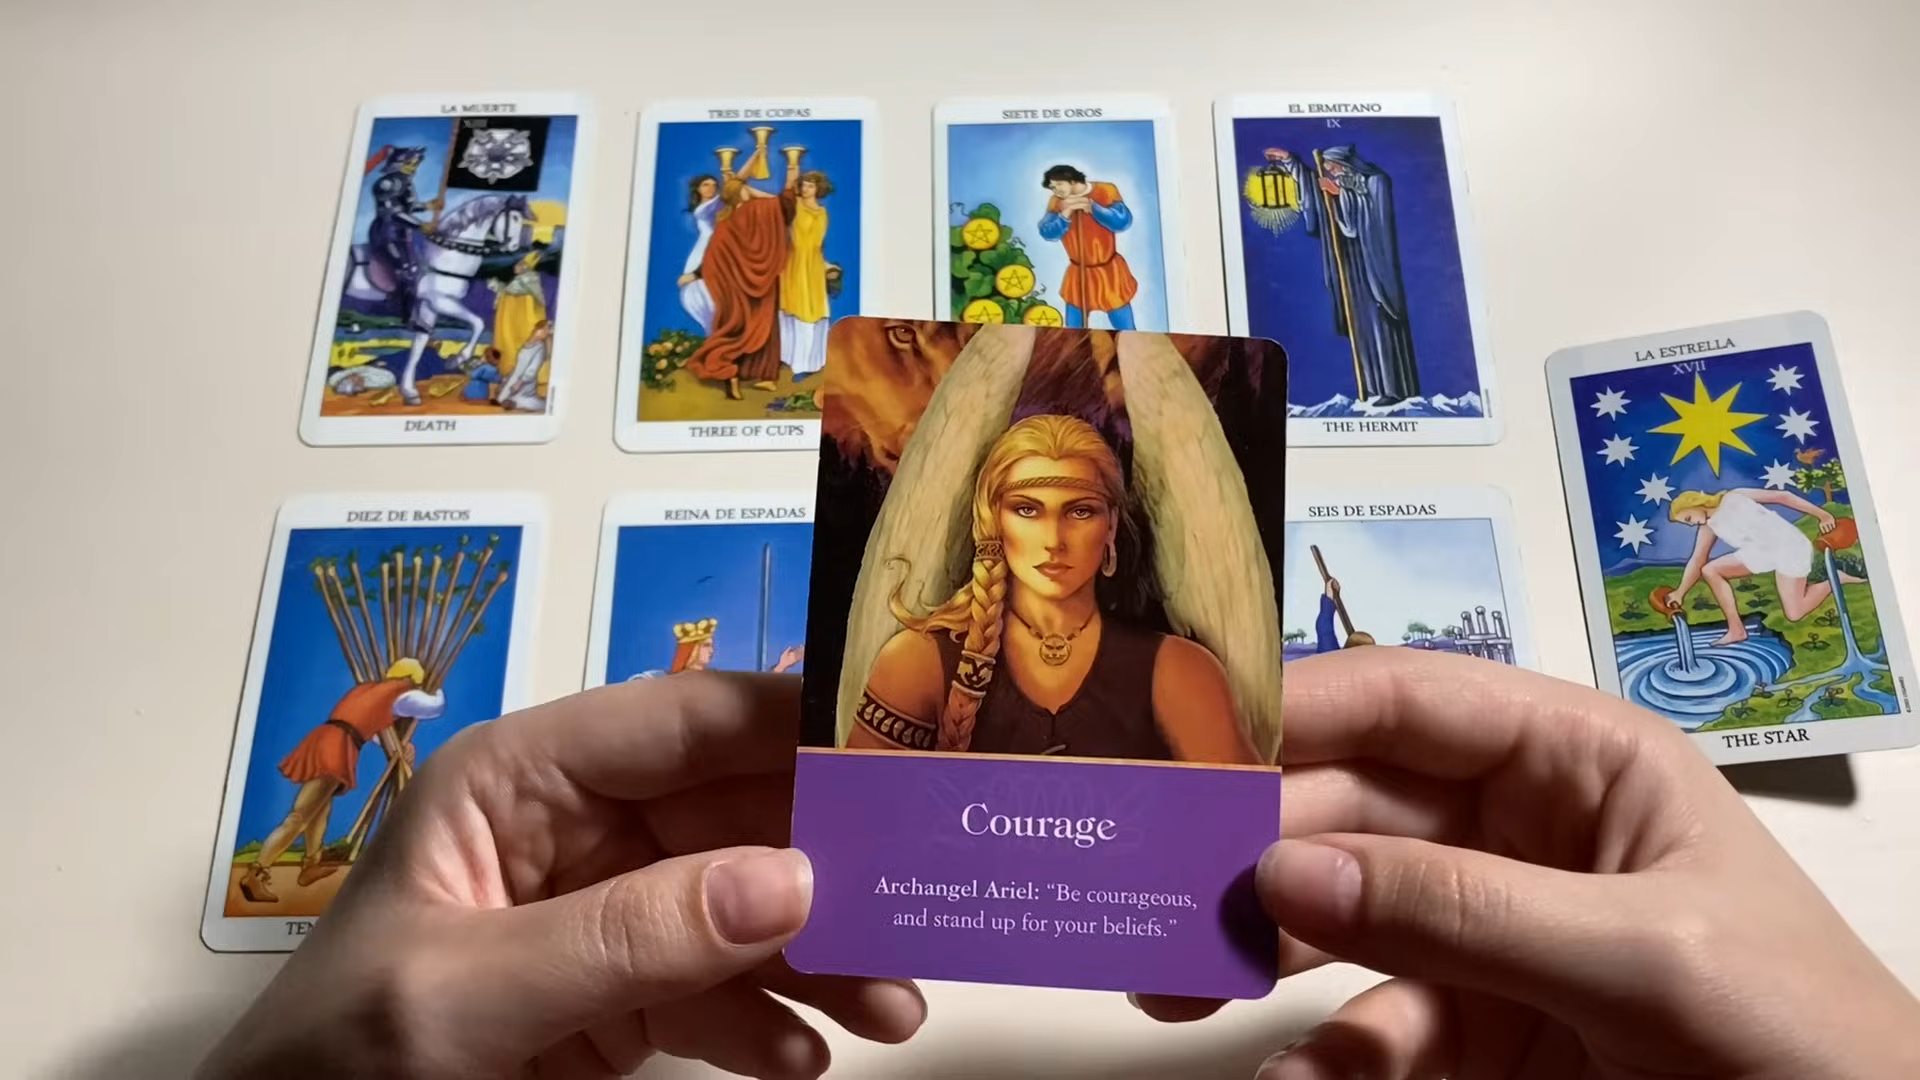 LA MUERTE
XIII
DEATH
TRES DE COPAS
THREE OF CUPS
SIETE DE OROS
EL ERMITANO
IX
THE HERMIT
LA ESTRELLA
XVII
THE STAR
DIEZ DE BASTOS
TEN
REINA DE ESPADAS
SEIS DE ESPADAS
Courage
Archangel Ariel: “Be courageous,
and stand up for your beliefs.”